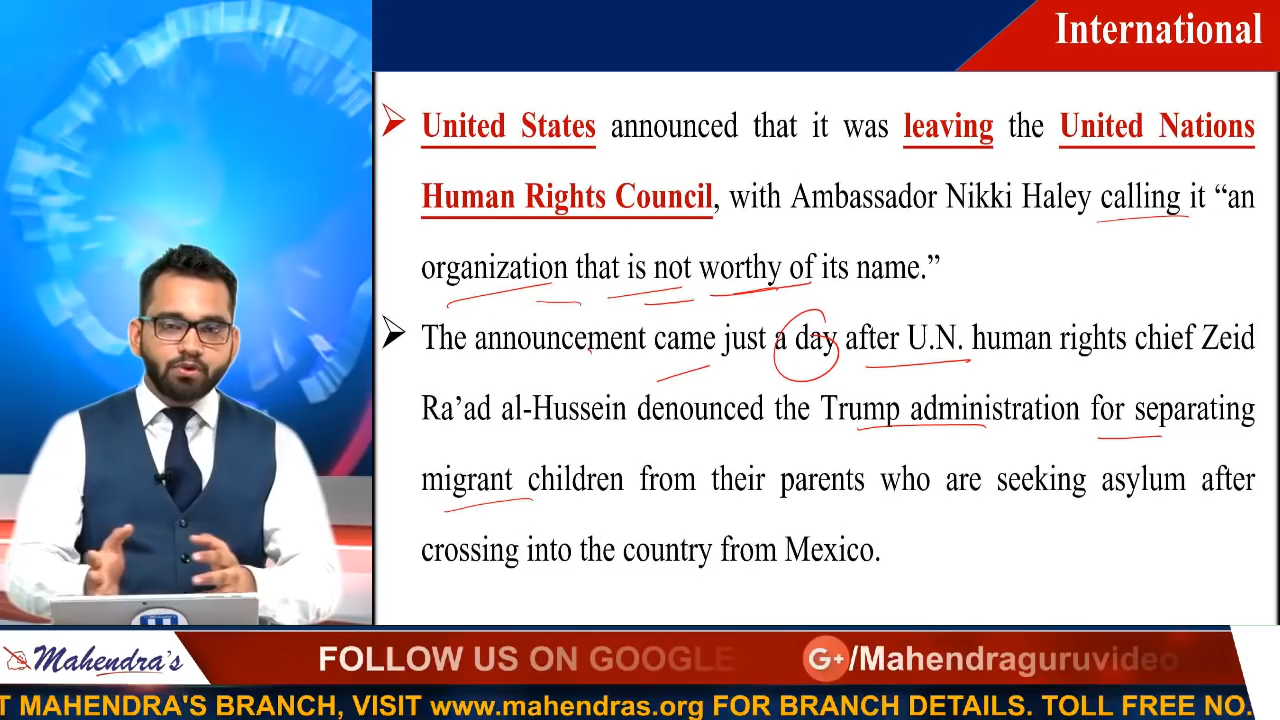 International
➤ United States announced that it was leaving the United Nations
Human Rights Council, with Ambassador Nikki Haley calling it “an
organization that is not worthy of its name.”
➤ The announcement came just a day after U.N. human rights chief Zeid
Ra’ad al-Hussein denounced the Trump administration for separating
migrant children from their parents who are seeking asylum after
crossing into the country from Mexico.
Mahendra's
FOLLOW US ON GOOGLE
G+/Mahendraguruvideo
T MAHENDRA'S BRANCH, VISIT www.mahendras.org FOR BRANCH DETAILS. TOLL FREE NO.